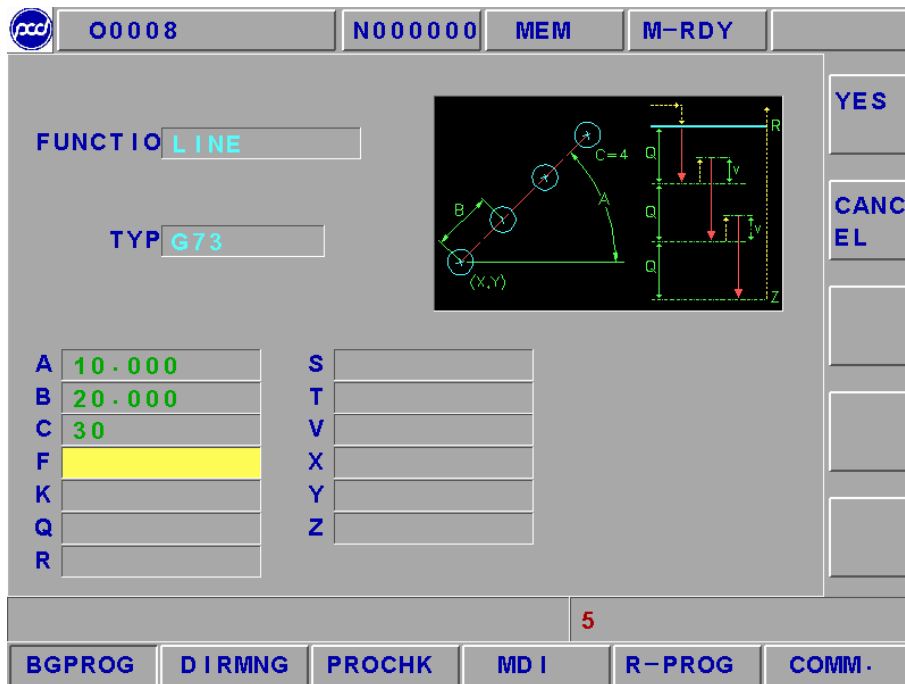 pcd
O0008 N000000 MEM M-RDY
YES
FUNCTIO LINE
CANC
EL
TYP G73
C=4
A
B
(X,Y)
R
Q
V
Q
V
Q
Z
A 10.000
B 20.000
C 30
F
K
Q
R
S
T
V
X
Y
Z
5
BGPROG DIRMNG PROCHK MDI R-PROG COMM.